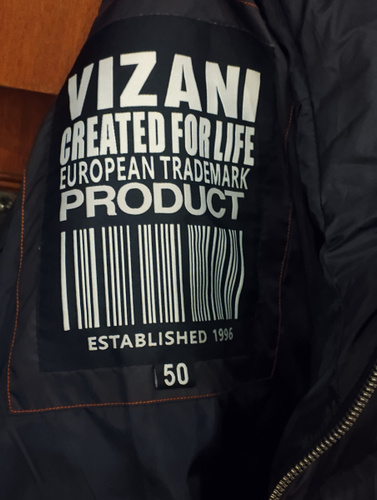 VIZANI
CREATED FOR LIFE
EUROPEAN TRADEMARK
PRODUCT
ESTABLISHED 1996
50